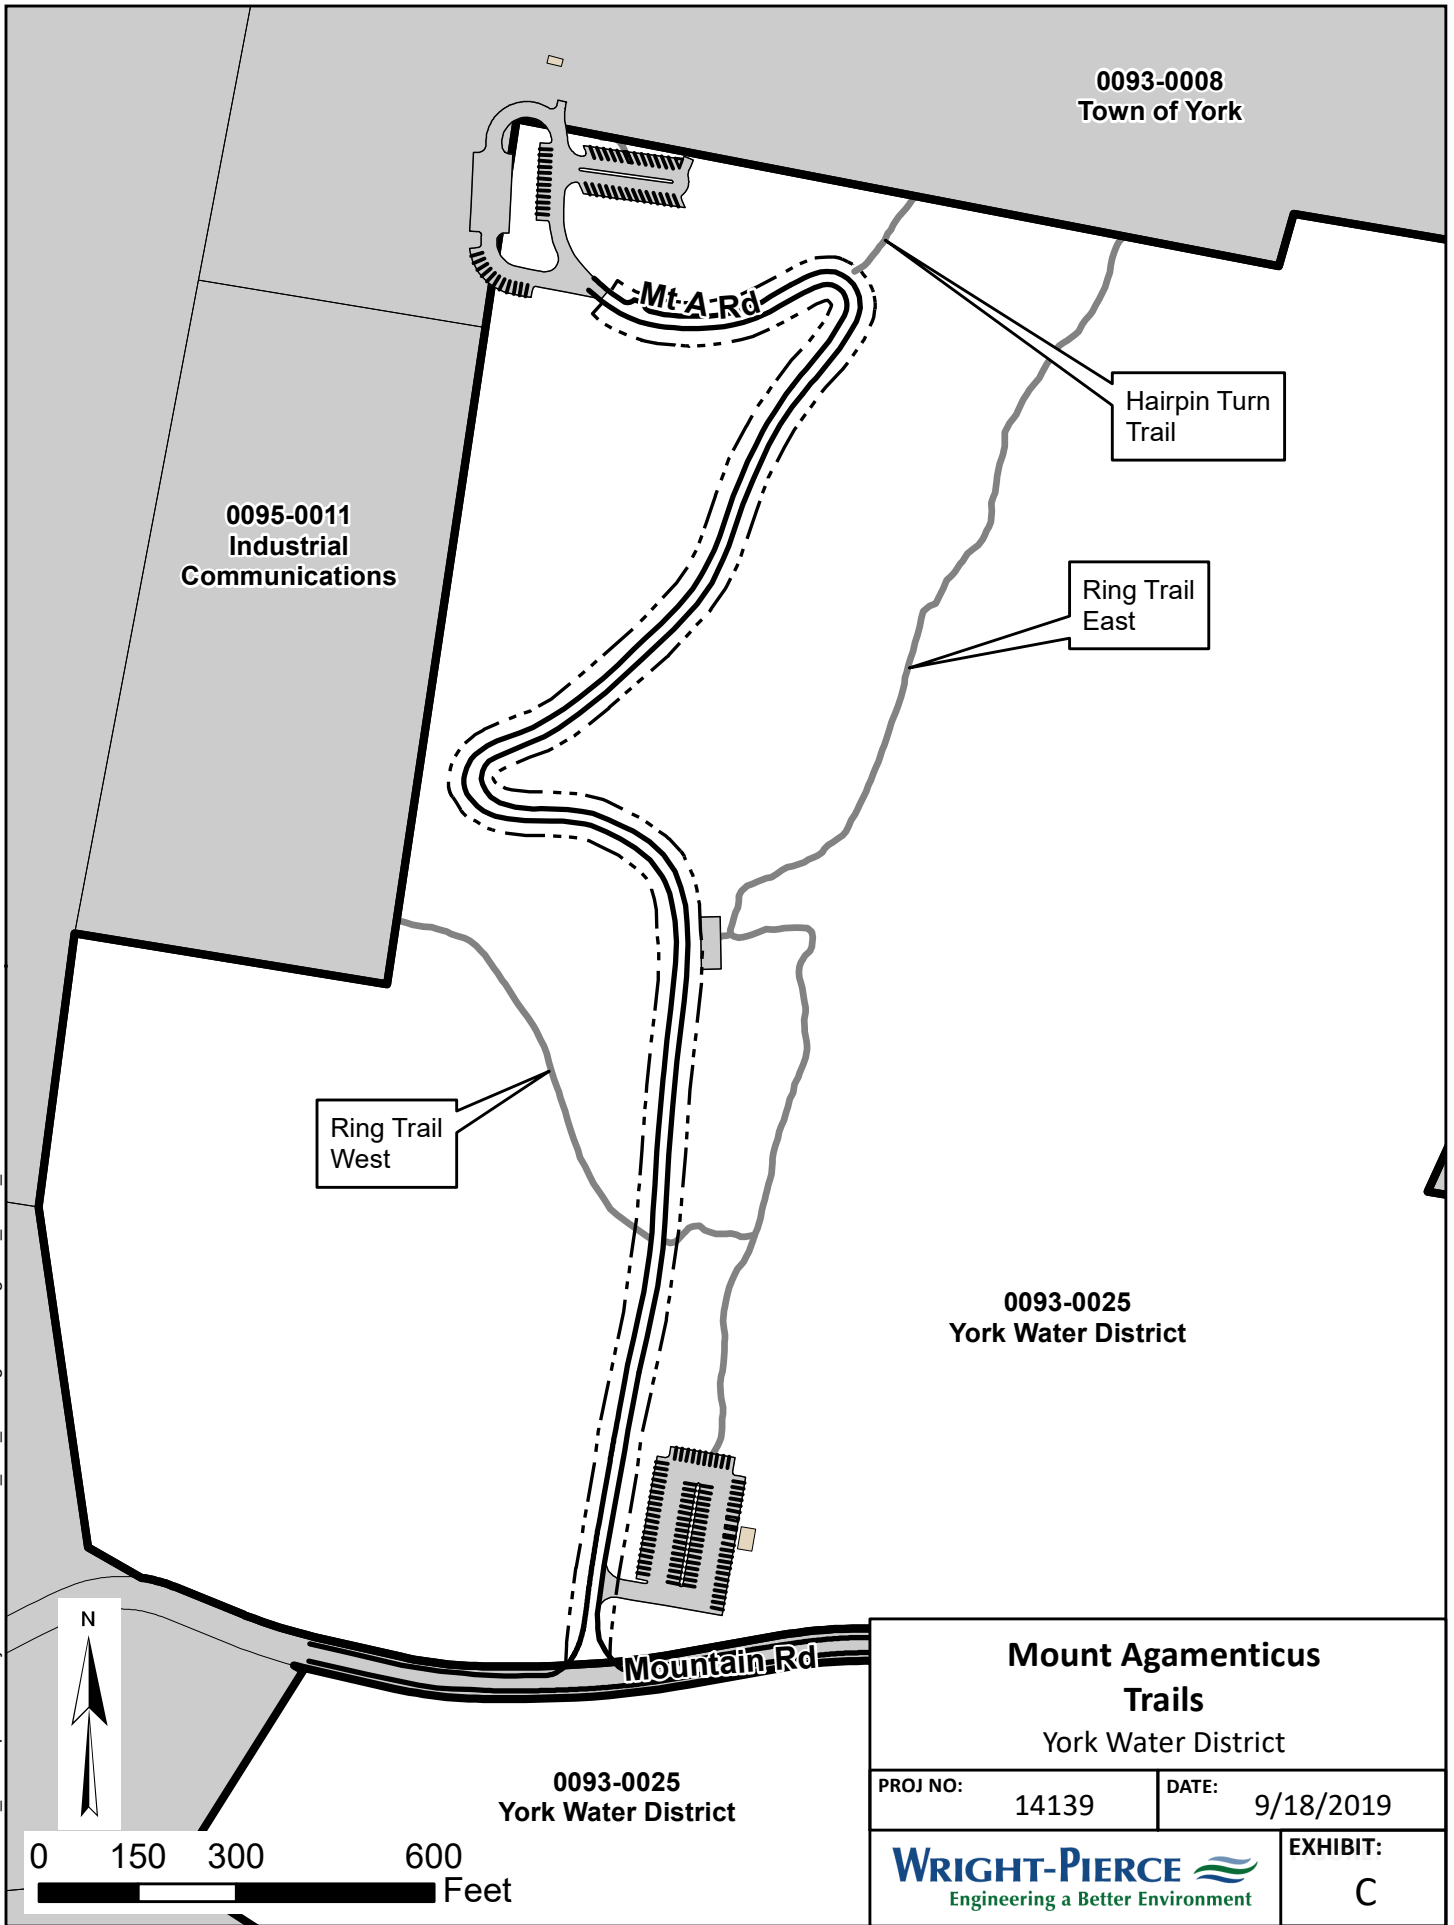 0093-0008
Town of York
Mt A Rd
Hairpin Turn
Trail
0095-0011
Industrial
Communications
Ring Trail
East
Ring Trail
West
0093-0025
York Water District
N
Mountain Rd
0093-0025
York Water District
0 150 300 600
Feet
Mount Agamenticus
Trails
York Water District
PROJ NO: 14139
DATE: 9/18/2019
WRIGHT-PIERCE
Engineering a Better Environment
EXHIBIT:
C